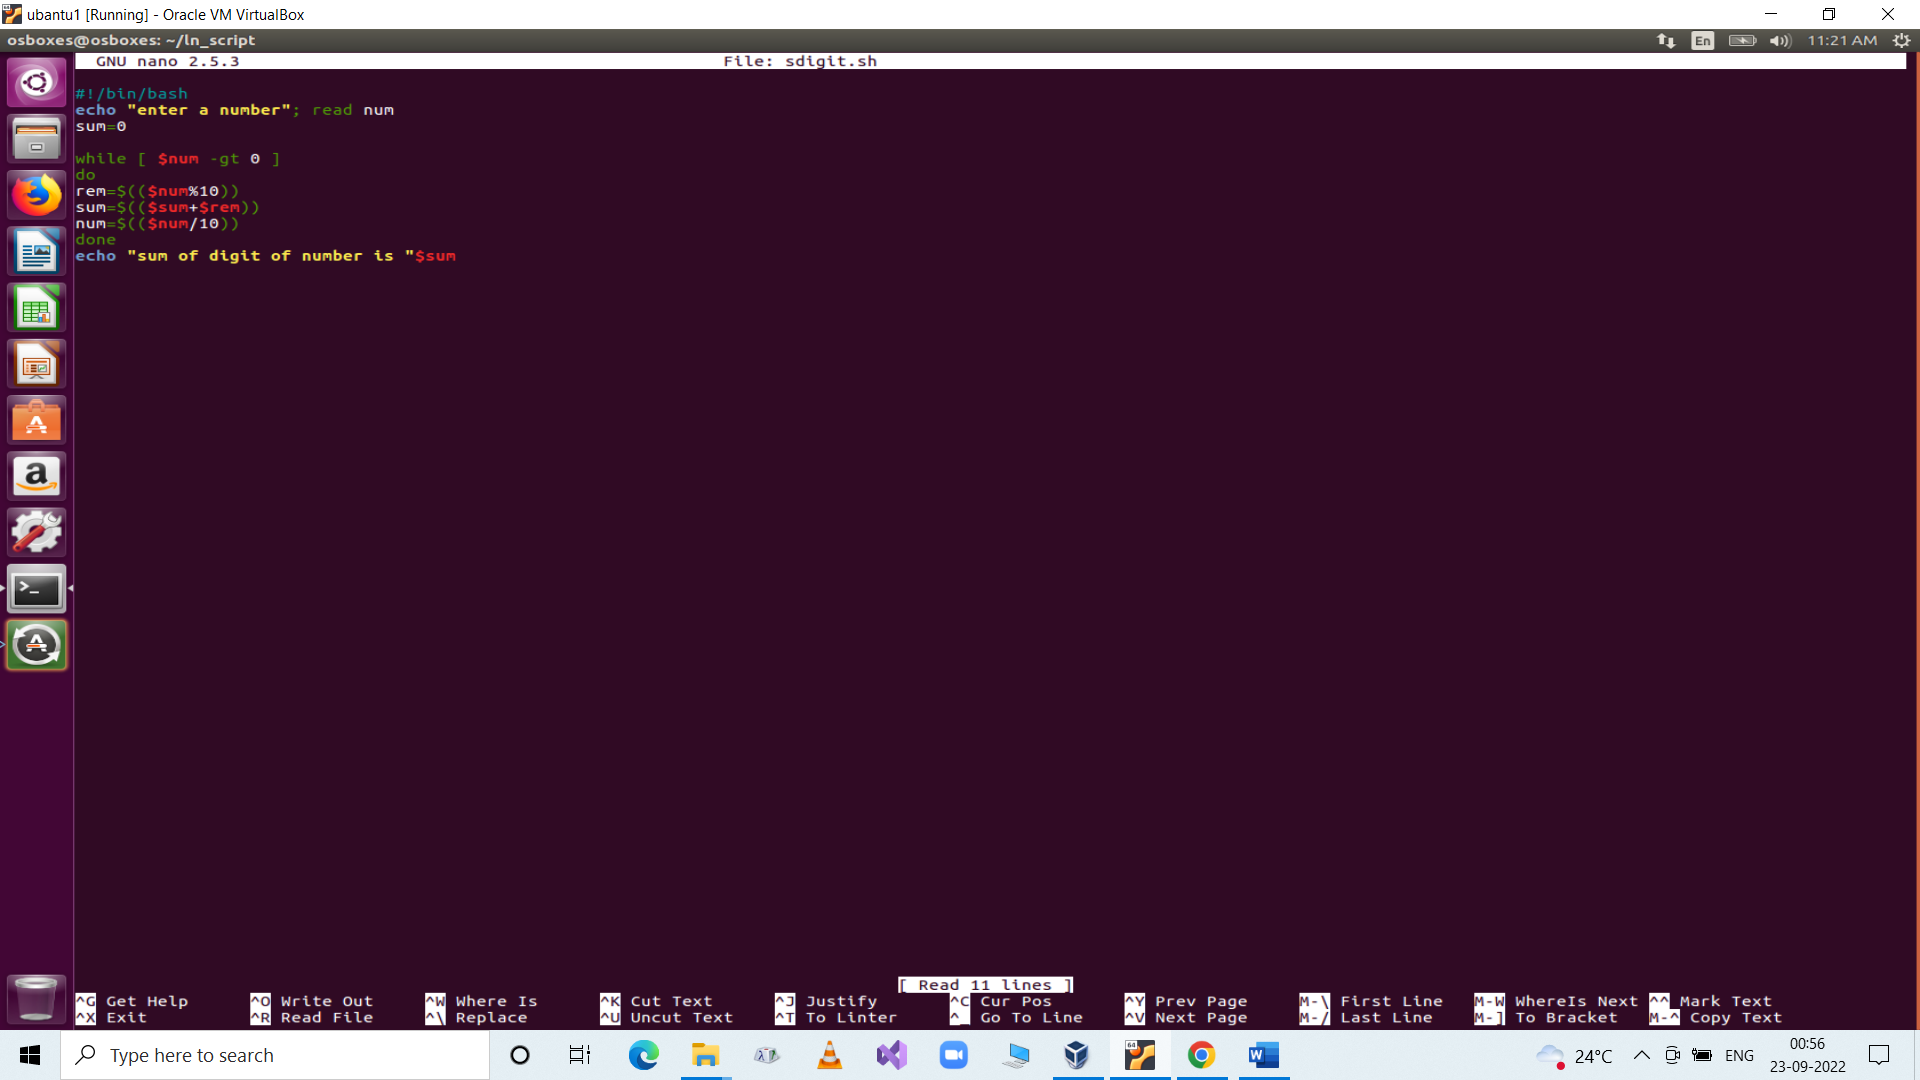 ubantu1 [Running] - Oracle VM VirtualBox
osboxes@osboxes: ~/ln_script
En
11:21 AM
GNU nano 2.5.3 File: sdigit.sh
#!/bin/bash
echo "enter a number"; read num
sum=0
while [ $num -gt 0 ]
do
rem=$(($num%10))
sum=$(($sum+$rem))
num=$(($num/10))
done
echo "sum of digit of number is "$sum
[ Read 11 lines ]
^G Get Help ^O Write Out ^W Where Is ^K Cut Text ^J Justify ^C Cur Pos ^Y Prev Page M-\ First Line M-W WhereIs Next ^^ Mark Text
^X Exit ^R Read File ^\ Replace ^U Uncut Text ^T To Linter ^_ Go To Line ^V Next Page M-/ Last Line M-] To Bracket M-^ Copy Text
Type here to search
24°C
ENG
00:56
23-09-2022